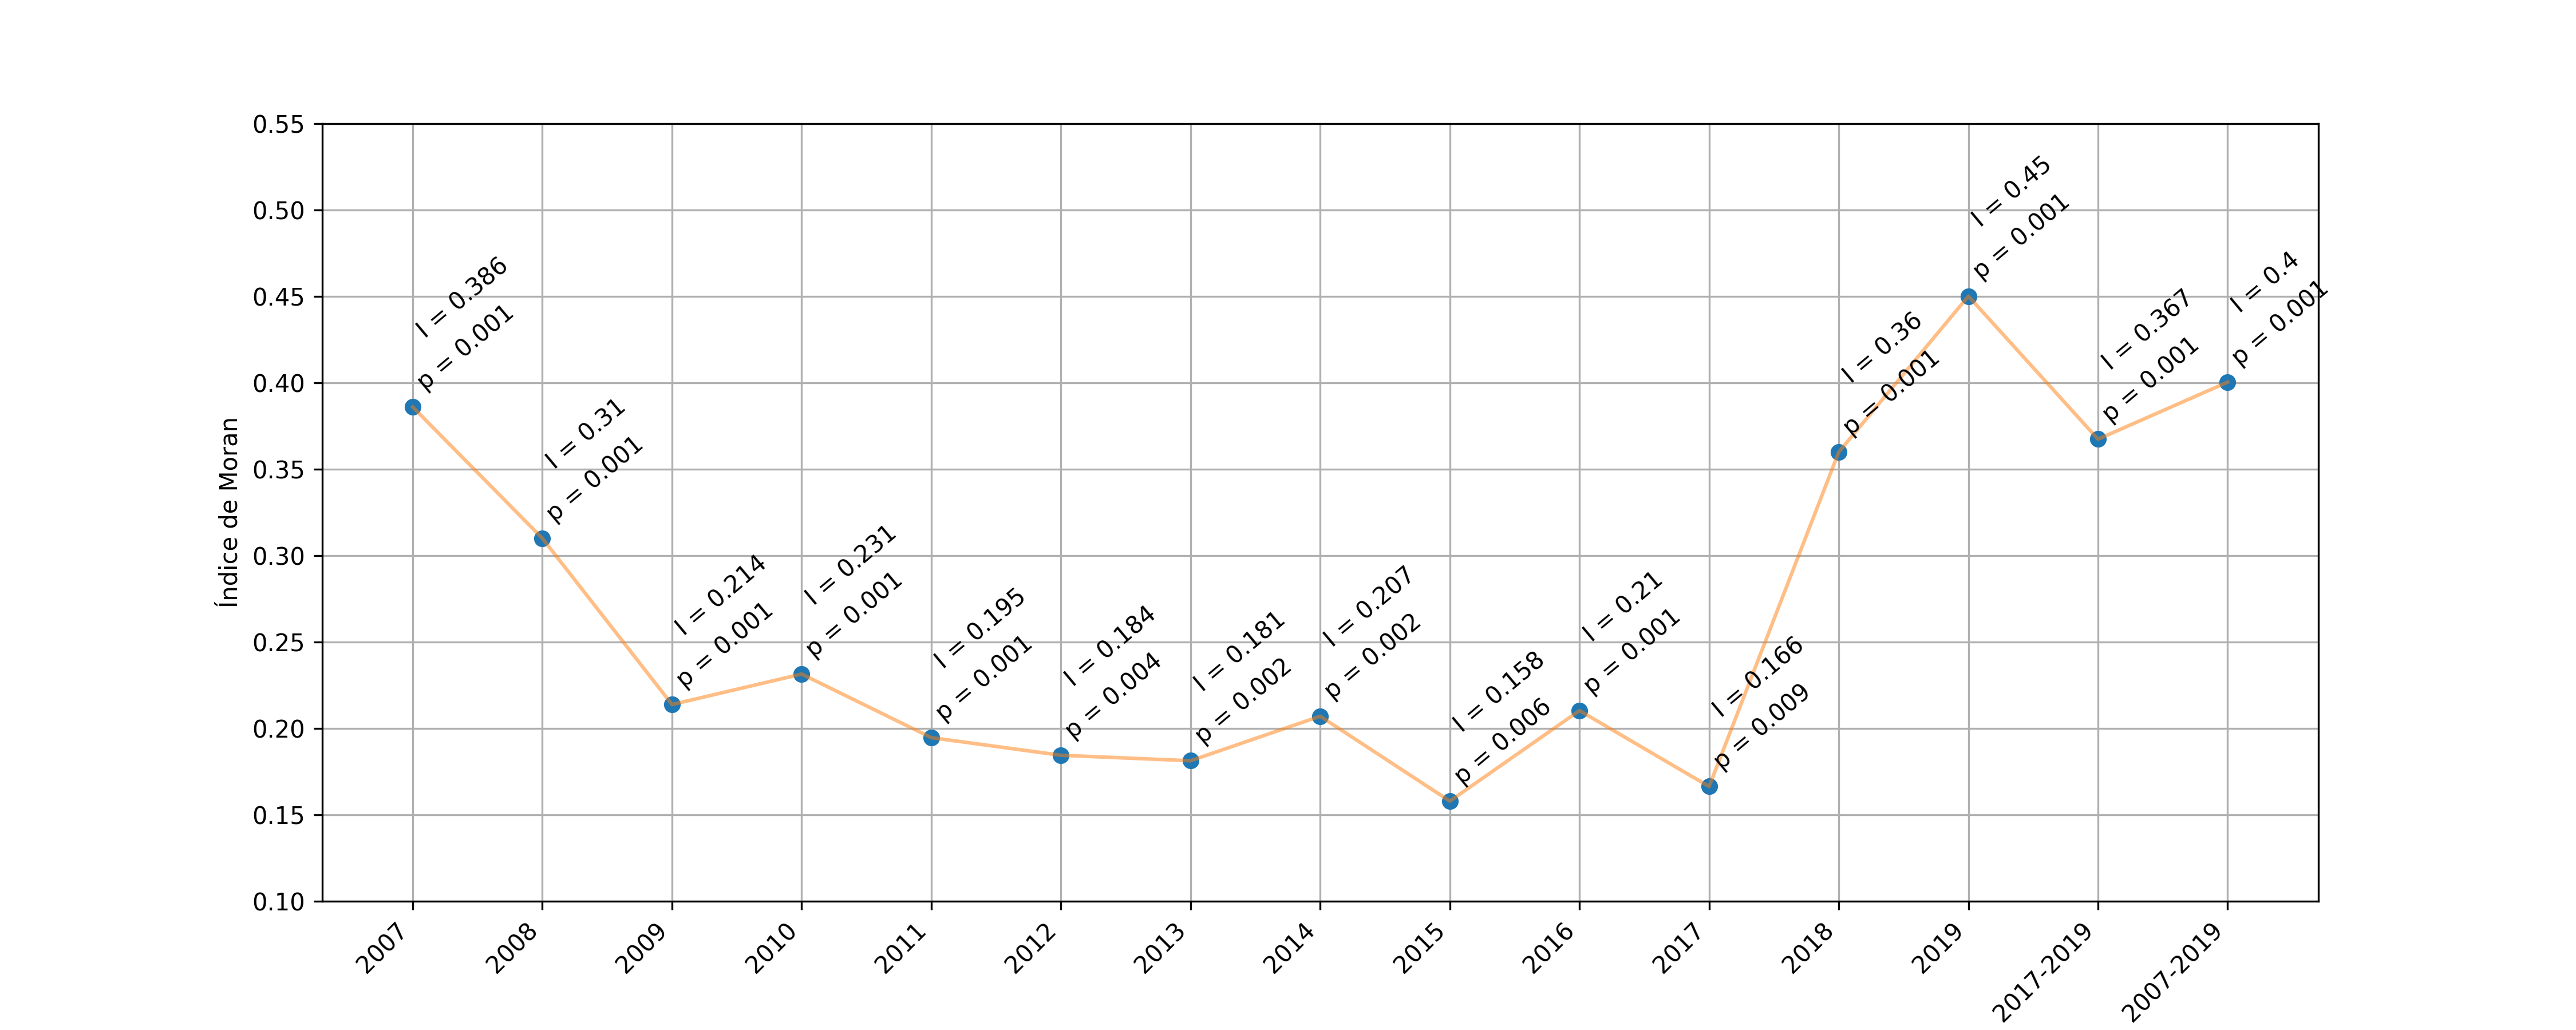 0.55
0.50
0.45
0.40
0.35
0.30
0.25
0.20
0.15
0.10
Índice de Moran
I = 0.386
p = 0.001
I = 0.31
p = 0.001
I = 0.214
p = 0.001
I = 0.231
p = 0.001
I = 0.195
p = 0.001
I = 0.184
p = 0.004
I = 0.181
p = 0.002
I = 0.207
p = 0.002
I = 0.158
p = 0.006
I = 0.21
p = 0.001
I = 0.166
p = 0.009
I = 0.36
p = 0.001
I = 0.45
p = 0.001
I = 0.367
p = 0.001
I = 0.4
p = 0.001
2007
2008
2009
2010
2011
2012
2013
2014
2015
2016
2017
2018
2019
2017-2019
2007-2019